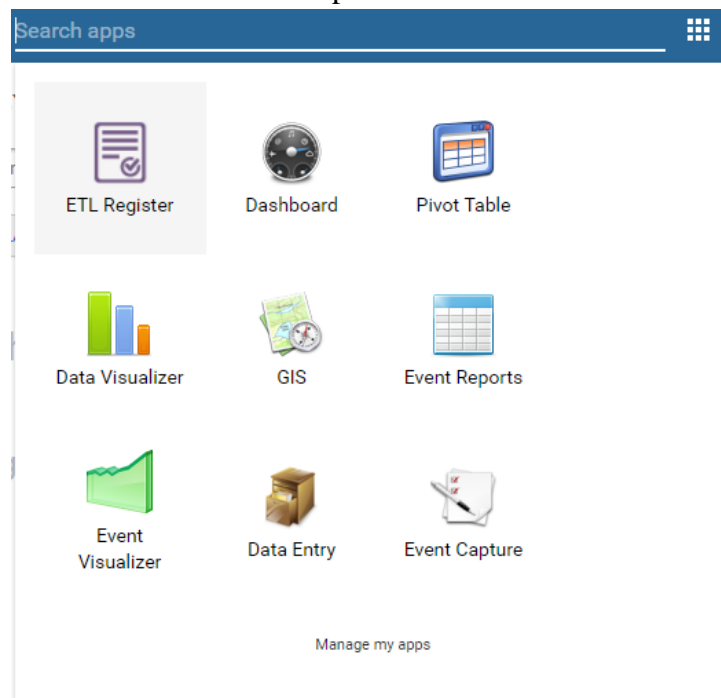 Search apps
ETL Register
Dashboard
Pivot Table
Data Visualizer
GIS
Event Reports
Event
Visualizer
Data Entry
Event Capture
Manage my apps